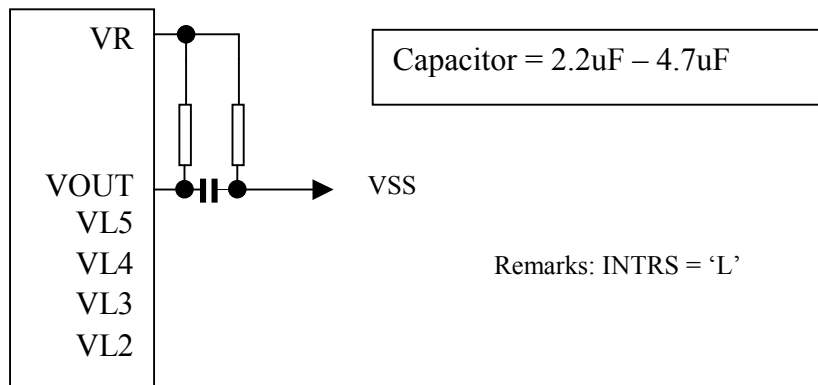 VR
Capacitor = 2.2uF – 4.7uF
VOUT
VSS
VL5
VL4
Remarks: INTRS = ‘L’
VL3
VL2